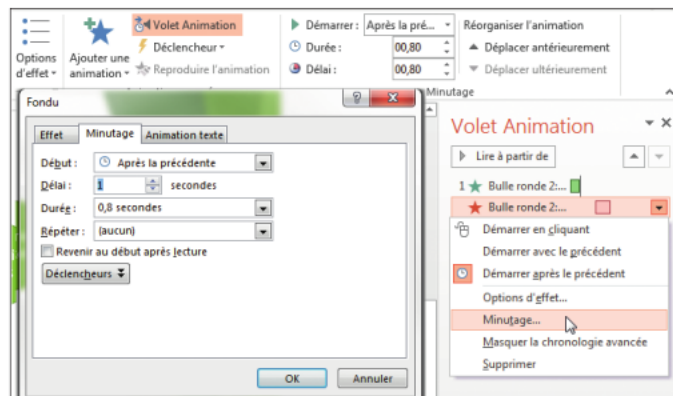 Options d'effet
Ajouter une animation
Volet Animation
Déclencheur
Reproduire l'animation
Démarrer : Après la pré...
Durée : 00,80
Délai : 00,80
Réorganiser l'animation
Déplacer antérieurement
Déplacer ultérieurement
Minutage
Fondu
Effet Minutage Animation texte
Début : Après la précédente
Délai : 1 secondes
Durée : 0,8 secondes
Répéter : (aucun)
Revenir au début après lecture
Déclencheurs
OK Annuler
Volet Animation
Lire à partir de
1 Bulle ronde 2:...
Bulle ronde 2:...
Démarrer en cliquant
Démarrer avec le précédent
Démarrer après le précédent
Options d'effet...
Minutage...
Masquer la chronologie avancée
Supprimer